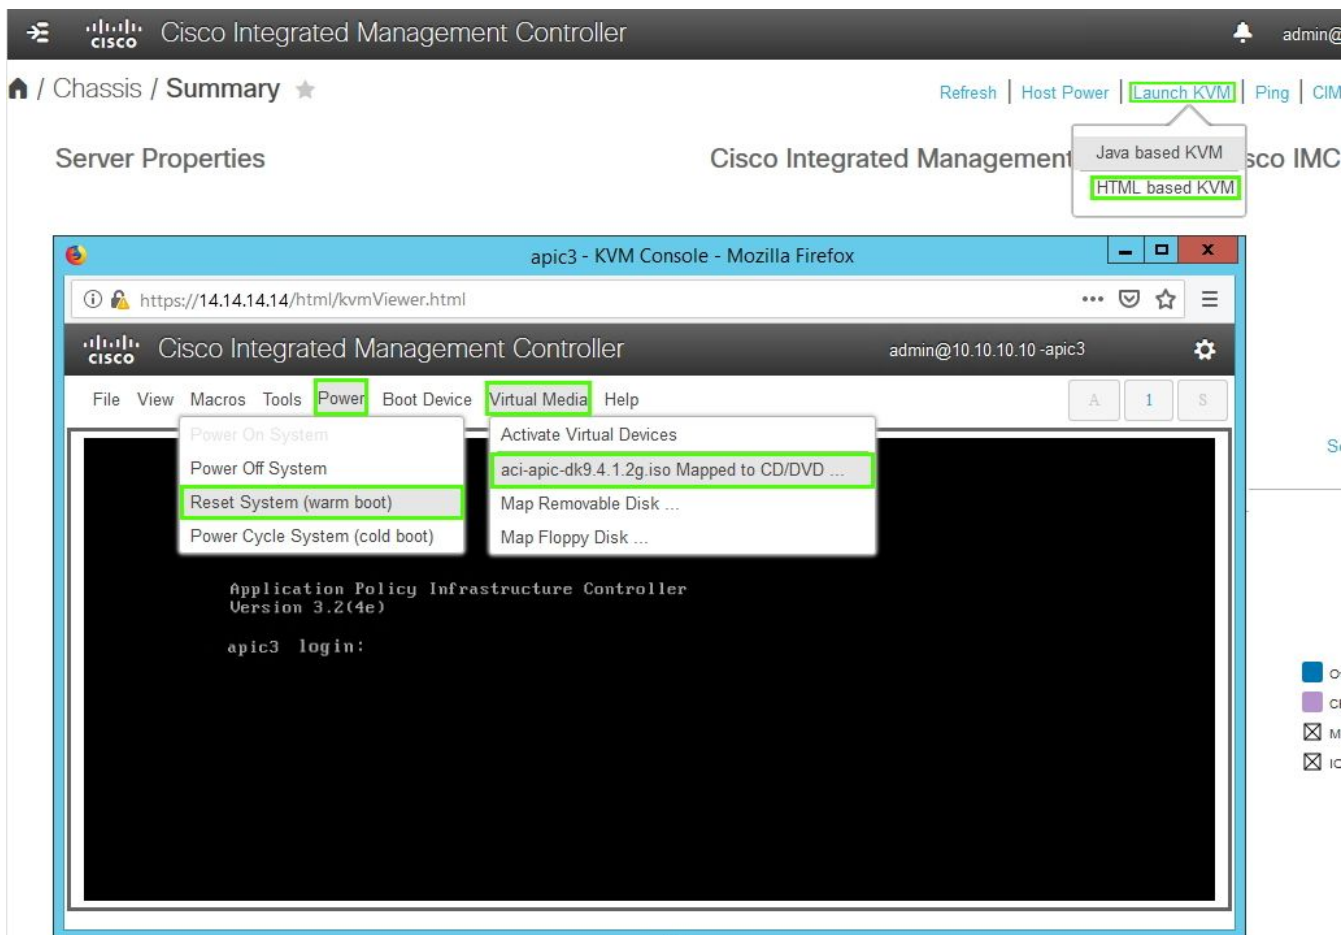 cisco Cisco Integrated Management Controller admin@
/ Chassis / Summary
Refresh | Host Power | Launch KVM | Ping | CIM
Java based KVM
HTML based KVM
Server Properties
Cisco Integrated Management sco IMC
apic3 - KVM Console - Mozilla Firefox
https://14.14.14.14/html/kvmViewer.html
cisco Cisco Integrated Management Controller admin@10.10.10.10 -apic3
File View Macros Tools Power Boot Device Virtual Media Help A 1 S
Power On System
Power Off System
Reset System (warm boot)
Power Cycle System (cold boot)
Activate Virtual Devices
aci-apic-dk9.4.1.2g.iso Mapped to CD/DVD ...
Map Removable Disk ...
Map Floppy Disk ...
Application Policy Infrastructure Controller
Version 3.2(4e)
apic3 login: